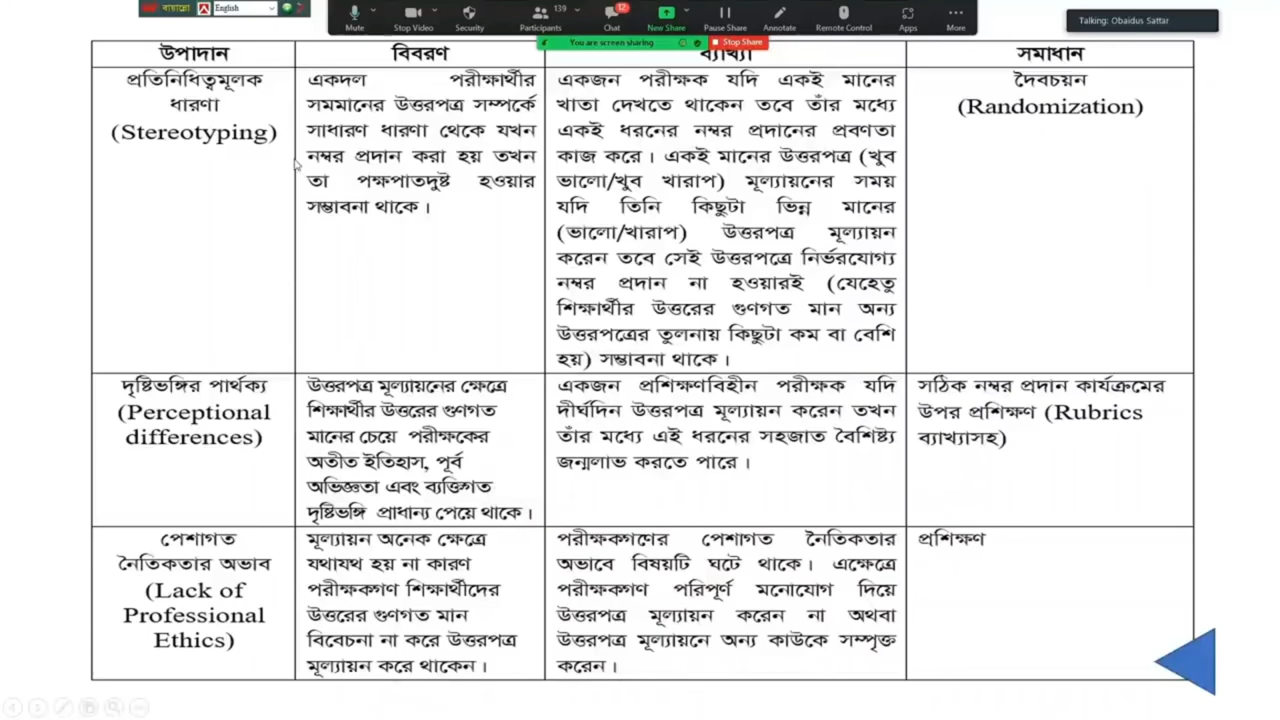 বায়ান্নো
English
Mute
Stop Video
Security
Participants
139
Chat
12
New Share
Pause Share
Annotate
Remote Control
Apps
More
Talking: Obaidus Sattar
You are screen sharing
Stop Share
উপাদান
বিবরণ
ব্যাখ্যা
সমাধান
প্রতিনিধিত্বমূলক
ধারণা
(Stereotyping)
একদল পরীক্ষার্থীর
সমমানের উত্তরপত্র সম্পর্কে
সাধারণ ধারণা থেকে যখন
নম্বর প্রদান করা হয় তখন
তা পক্ষপাতদুষ্ট হওয়ার
সম্ভাবনা থাকে।
একজন পরীক্ষক যদি একই মানের
খাতা দেখতে থাকেন তবে তাঁর মধ্যে
একই ধরনের নম্বর প্রদানের প্রবণতা
কাজ করে। একই মানের উত্তরপত্র (খুব
ভালো/খুব খারাপ) মূল্যায়নের সময়
যদি তিনি কিছুটা ভিন্ন মানের
(ভালো/খারাপ) উত্তরপত্র মূল্যায়ন
করেন তবে সেই উত্তরপত্রে নির্ভরযোগ্য
নম্বর প্রদান না হওয়ারই (যেহেতু
শিক্ষার্থীর উত্তরের গুণগত মান অন্য
উত্তরপত্রের তুলনায় কিছুটা কম বা বেশি
হয়) সম্ভাবনা থাকে।
দৈবচয়ন
(Randomization)
দৃষ্টিভঙ্গির পার্থক্য
(Perceptional
differences)
উত্তরপত্র মূল্যায়নের ক্ষেত্রে
শিক্ষার্থীর উত্তরের গুণগত
মানের চেয়ে পরীক্ষকের
অতীত ইতিহাস, পূর্ব
অভিজ্ঞতা এবং ব্যক্তিগত
দৃষ্টিভঙ্গি প্রাধান্য পেয়ে থাকে।
একজন প্রশিক্ষণবিহীন পরীক্ষক যদি
দীর্ঘদিন উত্তরপত্র মূল্যায়ন করেন তখন
তাঁর মধ্যে এই ধরনের সহজাত বৈশিষ্ট্য
জন্মলাভ করতে পারে।
সঠিক নম্বর প্রদান কার্যক্রমের
উপর প্রশিক্ষণ (Rubrics
ব্যাখ্যাসহ)
পেশাগত
নৈতিকতার অভাব
(Lack of
Professional
Ethics)
মূল্যায়ন অনেক ক্ষেত্রে
যথাযথ হয় না কারণ
পরীক্ষকগণ শিক্ষার্থীদের
উত্তরের গুণগত মান
বিবেচনা না করে উত্তরপত্র
মূল্যায়ন করে থাকেন।
পরীক্ষকগণের পেশাগত নৈতিকতার
অভাবে বিষয়টি ঘটে থাকে। এক্ষেত্রে
পরীক্ষকগণ পরিপূর্ণ মনোযোগ দিয়ে
উত্তরপত্র মূল্যায়ন করেন না অথবা
উত্তরপত্র মূল্যায়নে অন্য কাউকে সম্পৃক্ত
করেন।
প্রশিক্ষণ